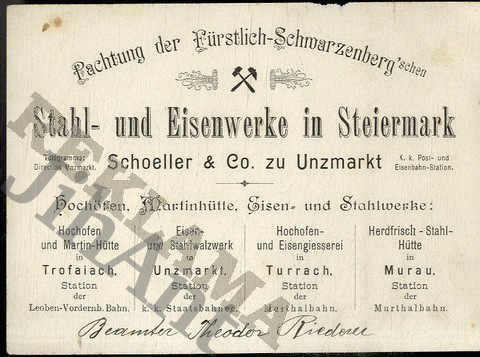 Pachtung der Fürstlich-Schwarzenberg'schen
Stahl- und Eisenwerke in Steiermark
Telegramme: Direction Unzmarkt.
Schoeller & Co. zu Unzmarkt
K. k. Post- und Eisenbahn-Station.
Hochöfen, Martinhütte, Eisen- und Stahlwerke:
Hochofen
und Martin-Hütte
in
Trofaiach,
Station
der
Leoben-Vordernb. Bahn.
Eisen-
und Stahlwalzwerk
in
Unzmarkt.
Station
der
k. k. Staatsbahnen.
Hochofen-
und Eisengiesserei
in
Turrach,
Station
der
Murthalbahn.
Herdfrisch-Stahl-
Hütte
in
Murau.
Station
der
Murthalbahn.
Beamter Theodor Riederer
REKLAMA